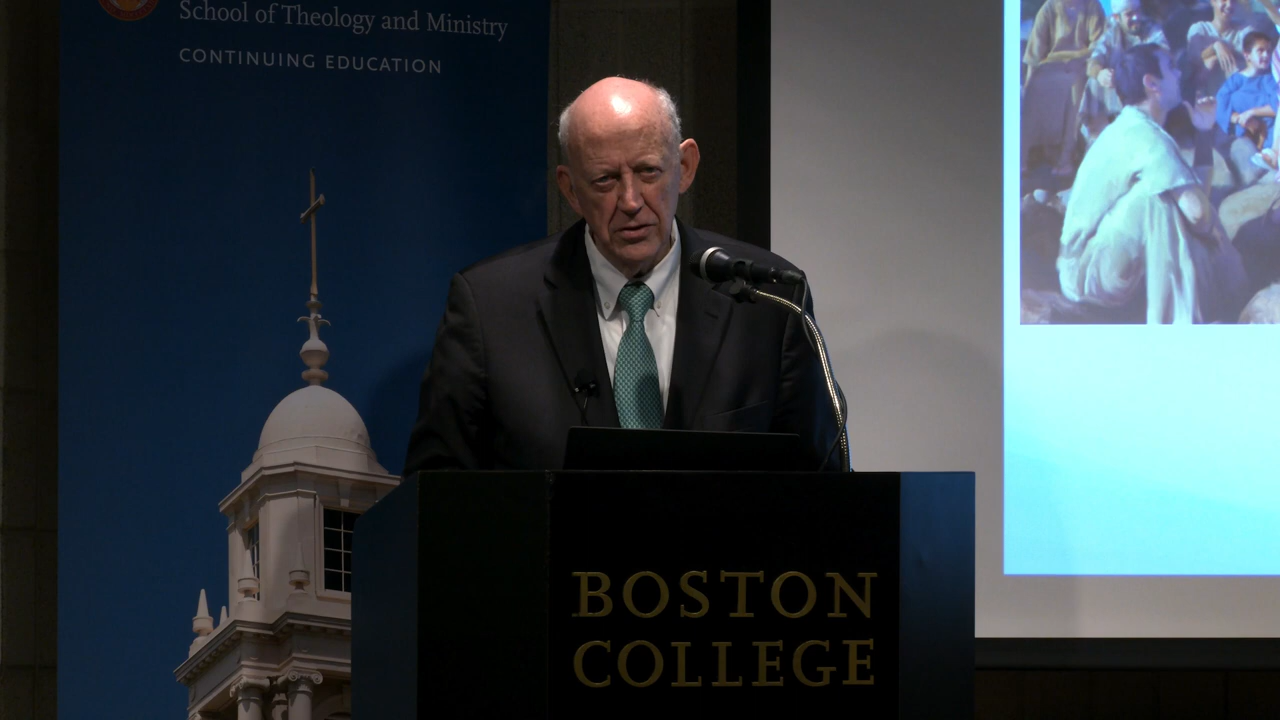 School of Theology and Ministry
CONTINUING EDUCATION
BOSTON
COLLEGE